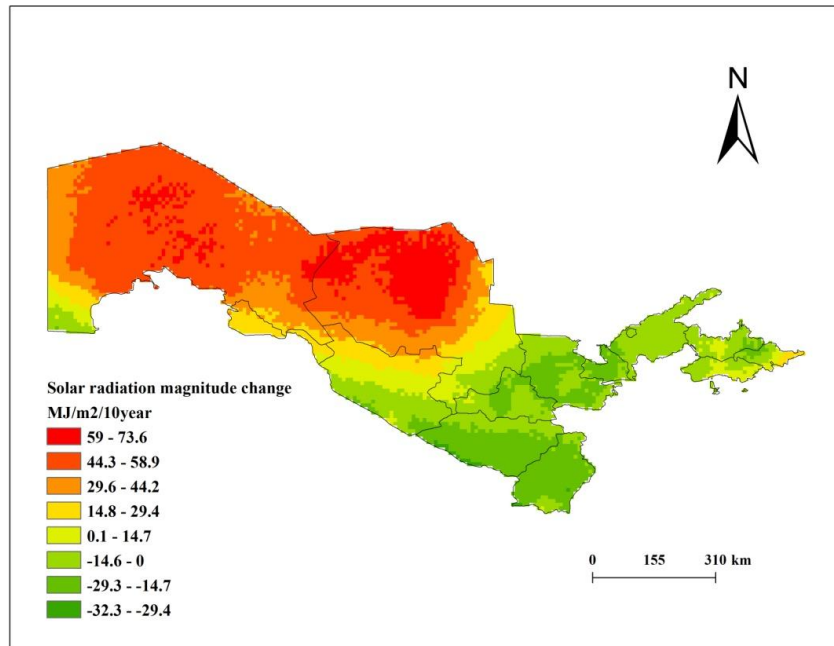 N
Solar radiation magnitude change
MJ/m2/10year
59 - 73.6
44.3 - 58.9
29.6 - 44.2
14.8 - 29.4
0.1 - 14.7
-14.6 - 0
-29.3 - -14.7
-32.3 - -29.4
0 155 310 km